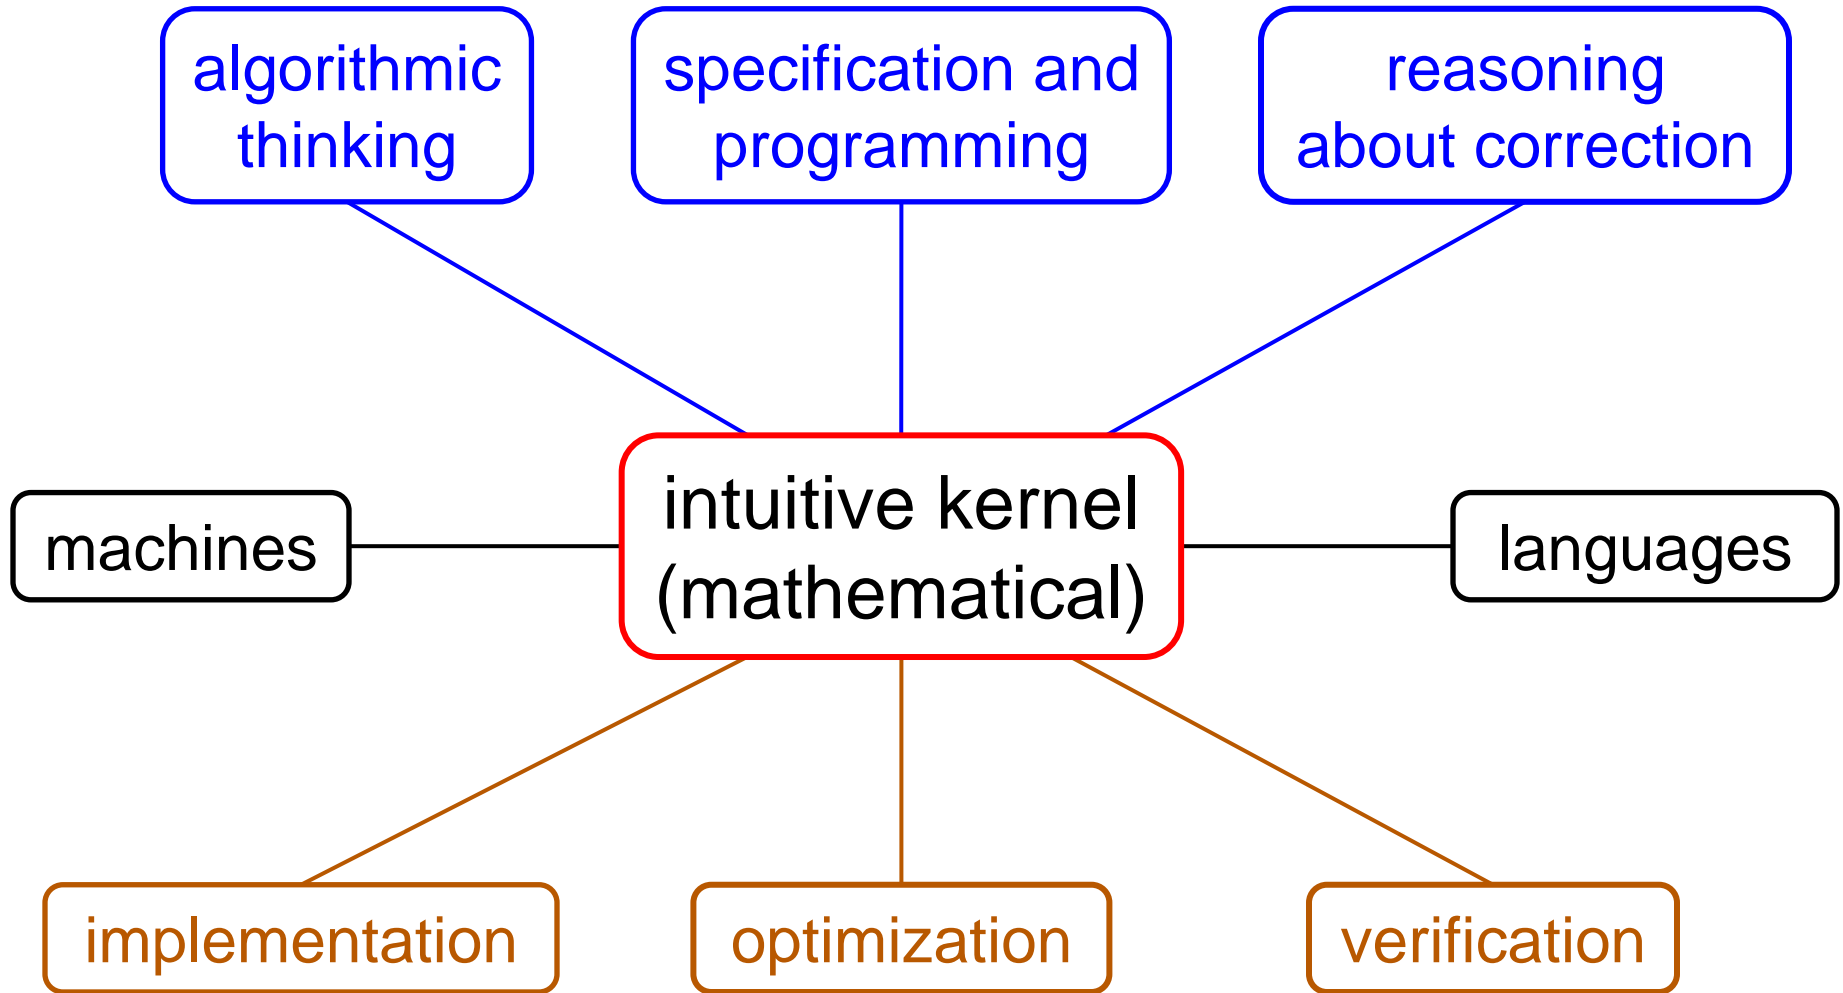 algorithmic
thinking
specification and
programming
reasoning
about correction
machines
intuitive kernel
(mathematical)
languages
implementation
optimization
verification